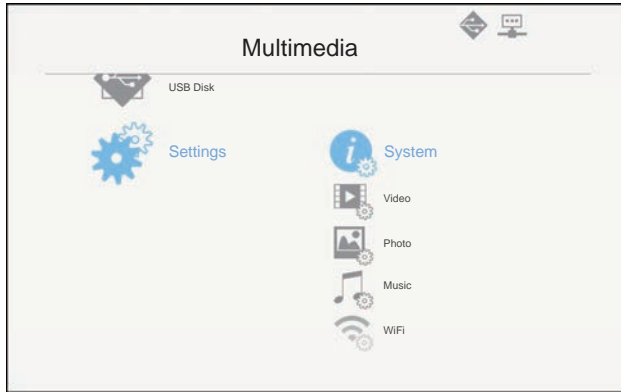 Multimedia
USB Disk
Settings
System
Video
Photo
Music
WiFi